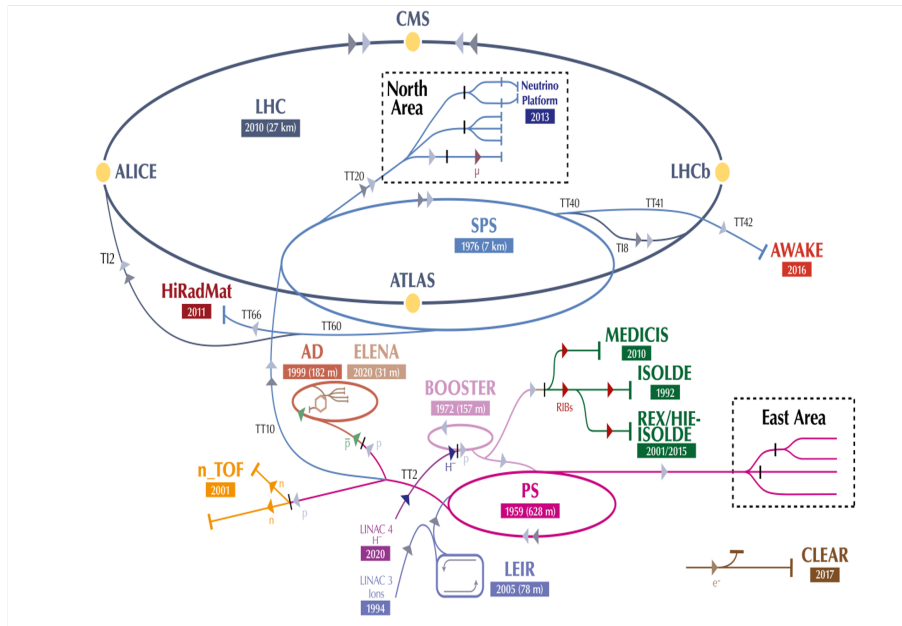 CMS
LHC
2010 (27 km)
North
Area
Neutrino
Platform
2013
μ
ALICE
LHCb
TT20
TT40
TT41
TT42
SPS
1976 (7 km)
TI8
TI2
AWAKE
2016
ATLAS
HiRadMat
2011
TT66
TT60
AD
1999 (182 m)
ELENA
2020 (31 m)
MEDICIS
2010
BOOSTER
1972 (157 m)
ISOLDE
1992
RIBs
REX/HIE-
ISOLDE
2001/2015
East Area
TT10
p̅
p
H⁻
p
TT2
n_TOF
2001
n
n
p
PS
1959 (628 m)
LINAC 4
H⁻
2020
LINAC 3
Ions
1994
LEIR
2005 (78 m)
CLEAR
2017
e⁻